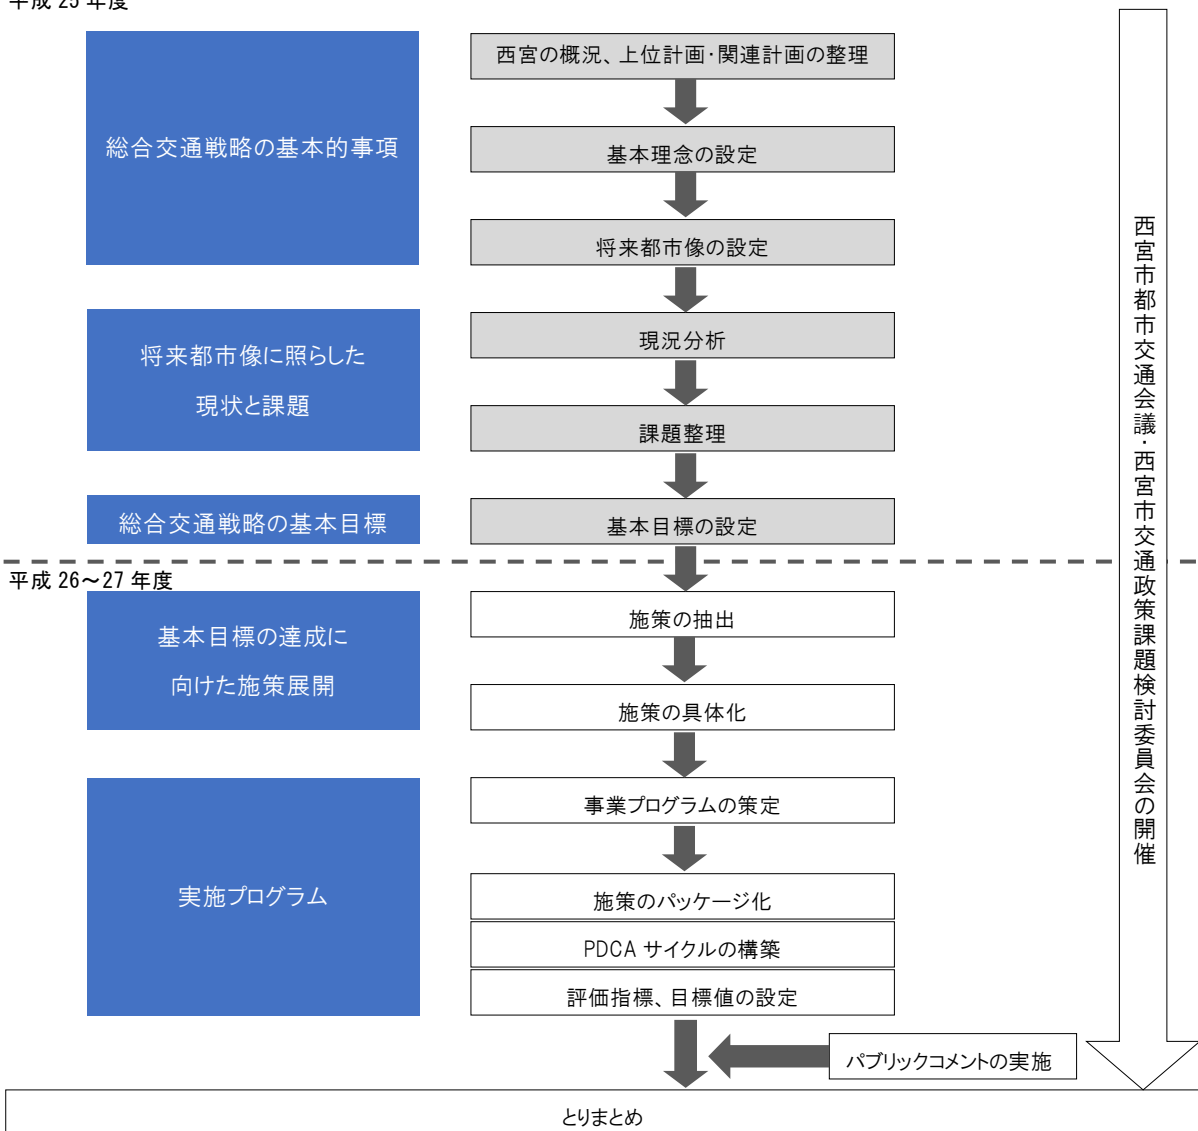 平成 25 年度
総合交通戦略の基本的事項
西宮の概況、上位計画・関連計画の整理
基本理念の設定
将来都市像の設定
将来都市像に照らした
現状と課題
現況分析
課題整理
総合交通戦略の基本目標
基本目標の設定
平成 26～27 年度
基本目標の達成に
向けた施策展開
施策の抽出
施策の具体化
実施プログラム
事業プログラムの策定
施策のパッケージ化
PDCA サイクルの構築
評価指標、目標値の設定
パブリックコメントの実施
西宮市都市交通会議・西宮市交通政策課題検討委員会の開催
とりまとめ